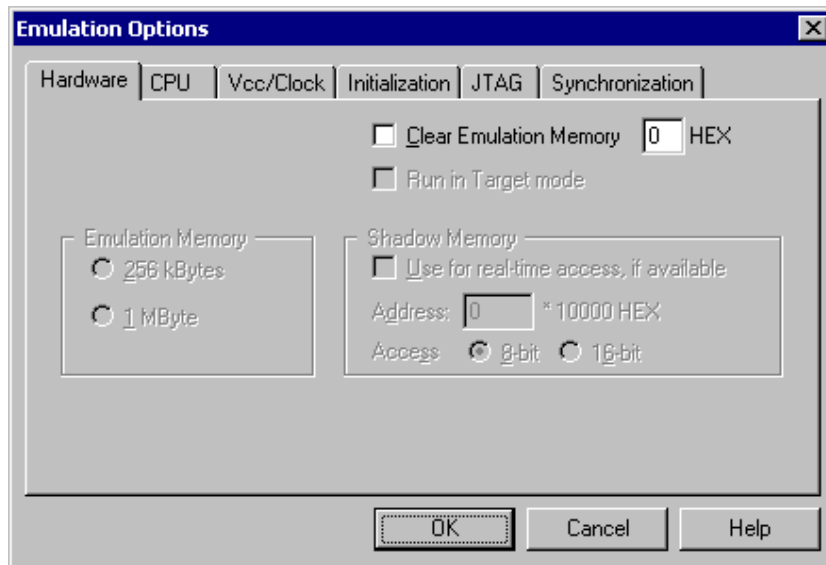 Emulation Options
Hardware CPU Vcc/Clock Initialization JTAG Synchronization
Clear Emulation Memory 0 HEX
Run in Target mode
Emulation Memory
256 kBytes
1 MByte
Shadow Memory
Use for real-time access, if available
Address: 0 * 10000 HEX
Access 8-bit 16-bit
OK Cancel Help